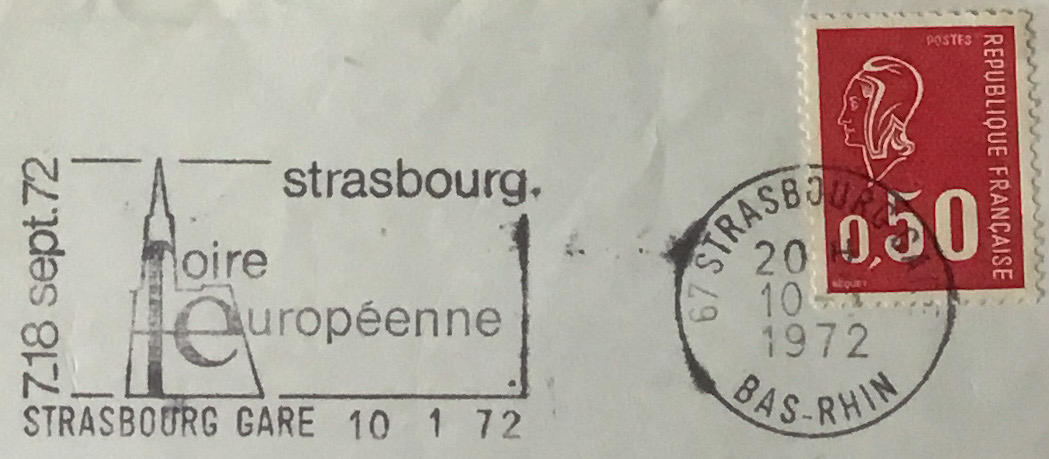 7-18 sept.72
strasbourg.
foire
européenne
STRASBOURG GARE 10 1 72
67 STRASBOURG
20 H
10
1972
BAS-RHIN
POSTES
REPUBLIQUE FRANÇAISE
0,50
BEQUET